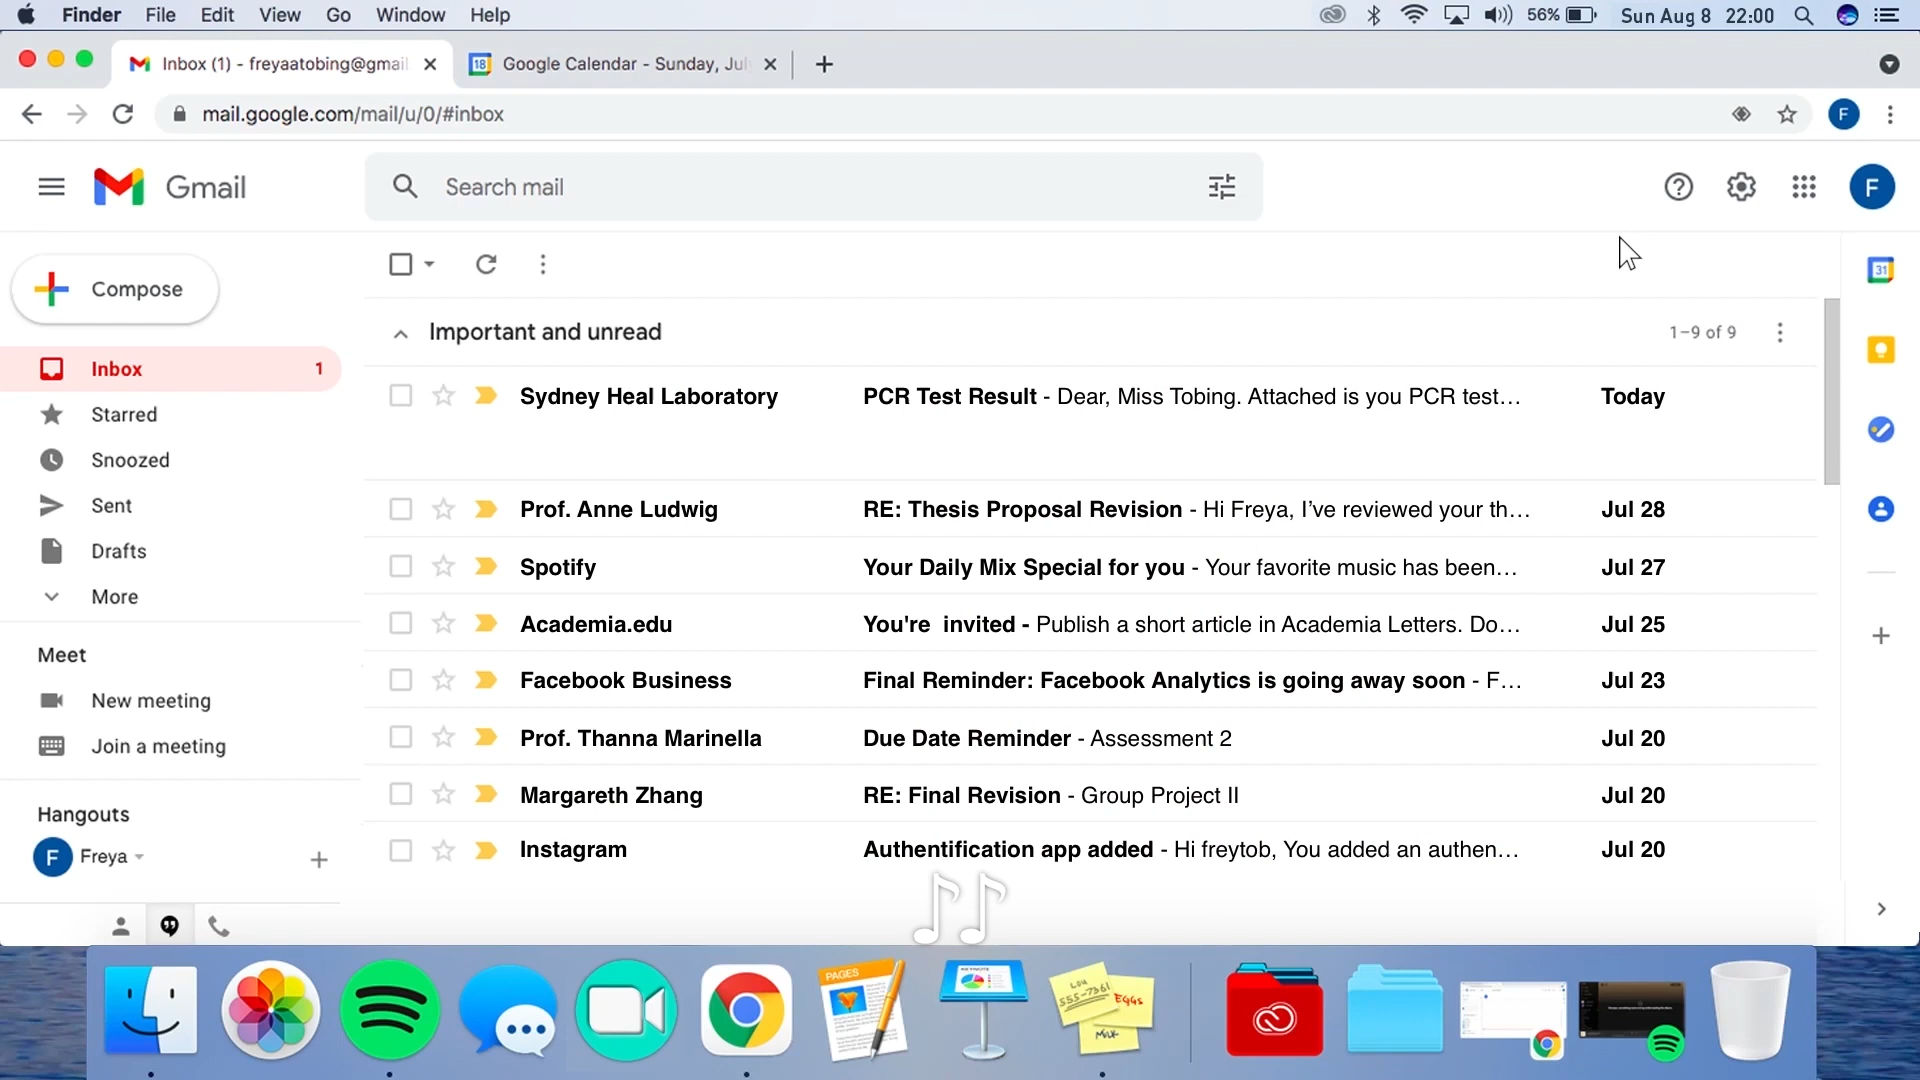 Finder File Edit View Go Window Help 56% Sun Aug 8 22:00
Inbox (1) - freyaatobing@gmail 18 Google Calendar - Sunday, Jul
mail.google.com/mail/u/0/#inbox F
Gmail Search mail F
Compose
Important and unread 1–9 of 9
31
Inbox 1
Starred
Snoozed
Sent
Drafts
More
Sydney Heal Laboratory PCR Test Result - Dear, Miss Tobing. Attached is you PCR test... Today
Prof. Anne Ludwig RE: Thesis Proposal Revision - Hi Freya, I’ve reviewed your th... Jul 28
Spotify Your Daily Mix Special for you - Your favorite music has been... Jul 27
Academia.edu You're invited - Publish a short article in Academia Letters. Do... Jul 25
Facebook Business Final Reminder: Facebook Analytics is going away soon - F... Jul 23
Prof. Thanna Marinella Due Date Reminder - Assessment 2 Jul 20
Margareth Zhang RE: Final Revision - Group Project II Jul 20
Instagram Authentification app added - Hi freytob, You added an authen... Jul 20
Meet
New meeting
Join a meeting
Hangouts
F Freya
PAGES
KEYNOTE
LOU
555-7361
EGGS
MILK